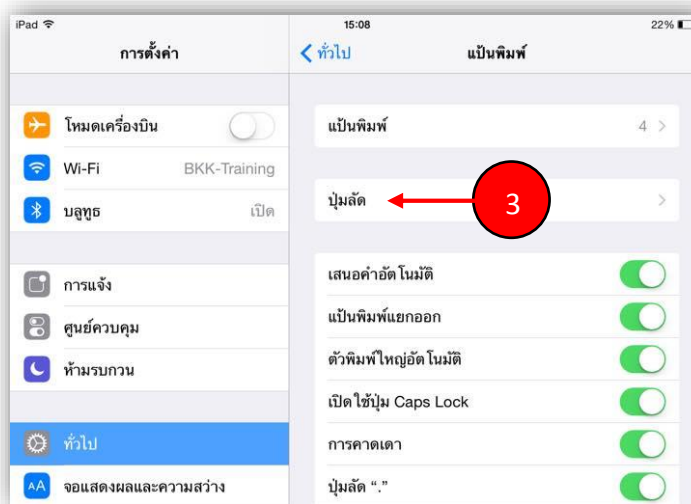 iPad 15:08 22%
การตั้งค่า
ทั่วไป แป้นพิมพ์
โหมดเครื่องบิน
Wi-Fi BKK-Training
บลูทูธ เปิด
การแจ้ง
ศูนย์ควบคุม
ห้ามรบกวน
ทั่วไป
จอแสดงผลและความสว่าง
แป้นพิมพ์ 4
ปุ่มลัด 3
เสนอคำอัตโนมัติ
แป้นพิมพ์แยกออก
ตัวพิมพ์ใหญ่อัตโนมัติ
เปิดใช้ปุ่ม Caps Lock
การคาดเดา
ปุ่มลัด “.”